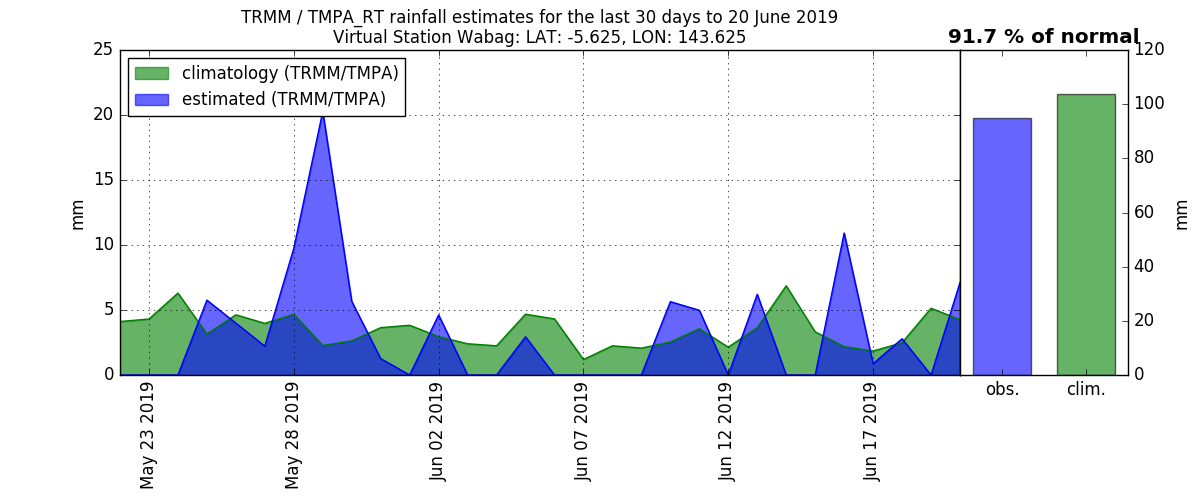 TRMM / TMPA_RT rainfall estimates for the last 30 days to 20 June 2019
Virtual Station Wabag: LAT: -5.625, LON: 143.625
91.7 % of normal
climatology (TRMM/TMPA)
estimated (TRMM/TMPA)
25
20
15
10
5
0
mm
May 23 2019
May 28 2019
Jun 02 2019
Jun 07 2019
Jun 12 2019
Jun 17 2019
120
100
80
60
40
20
0
mm
obs.
clim.